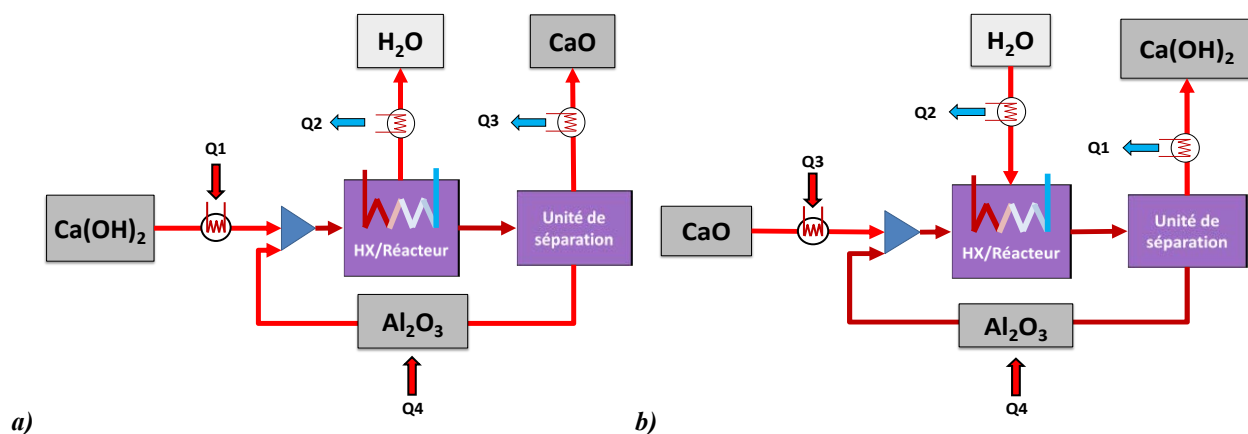 H₂O
CaO
Q2
Q3
Q1
Ca(OH)₂
HX/Réacteur
Unité de
séparation
Al₂O₃
Q4
a)
H₂O
Ca(OH)₂
Q2
Q1
Q3
CaO
HX/Réacteur
Unité de
séparation
Al₂O₃
Q4
b)